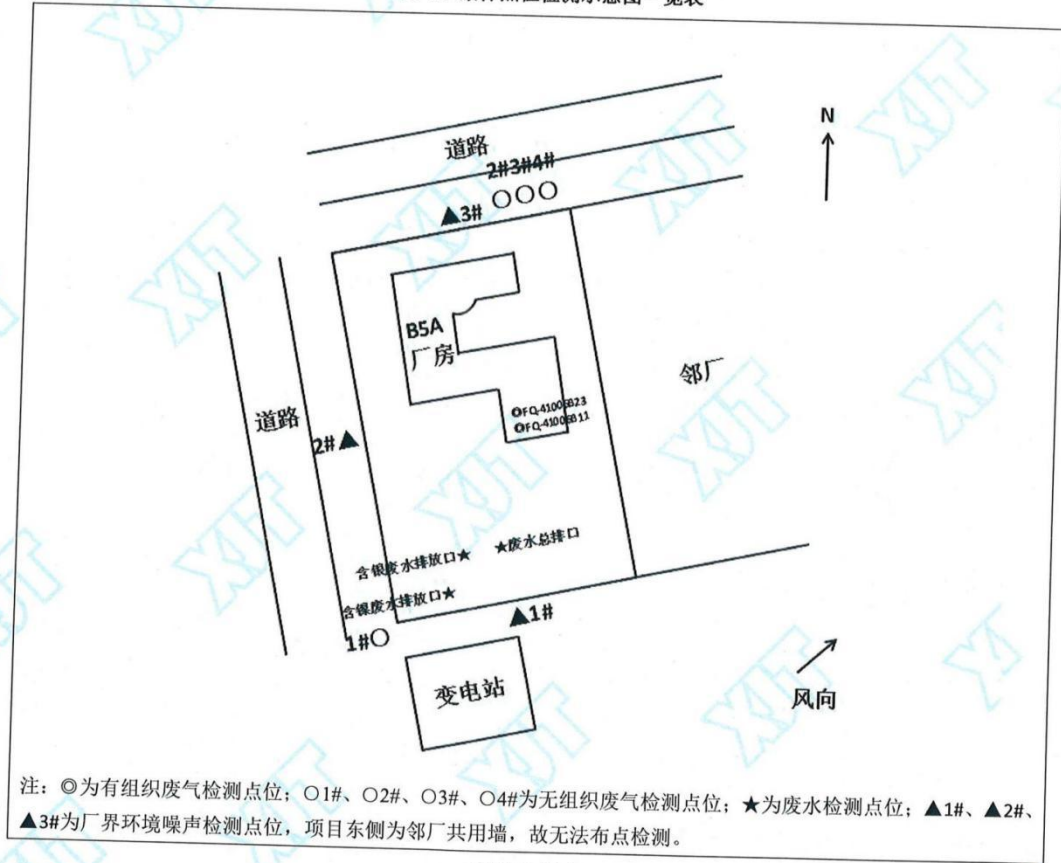 N
道路
2#3#4#
▲3#
B5A
厂房
邻厂
道路
◎FQ-41006823
◎FQ-41006811
2#▲
含银废水排放口★
★废水总排口
含镍废水排放口★
▲1#
1#○
变电站
风向
注：◎为有组织废气检测点位；○1#、○2#、○3#、○4#为无组织废气检测点位；★为废水检测点位；▲1#、▲2#、
▲3#为厂界环境噪声检测点位，项目东侧为邻厂共用墙，故无法布点检测。
XJT